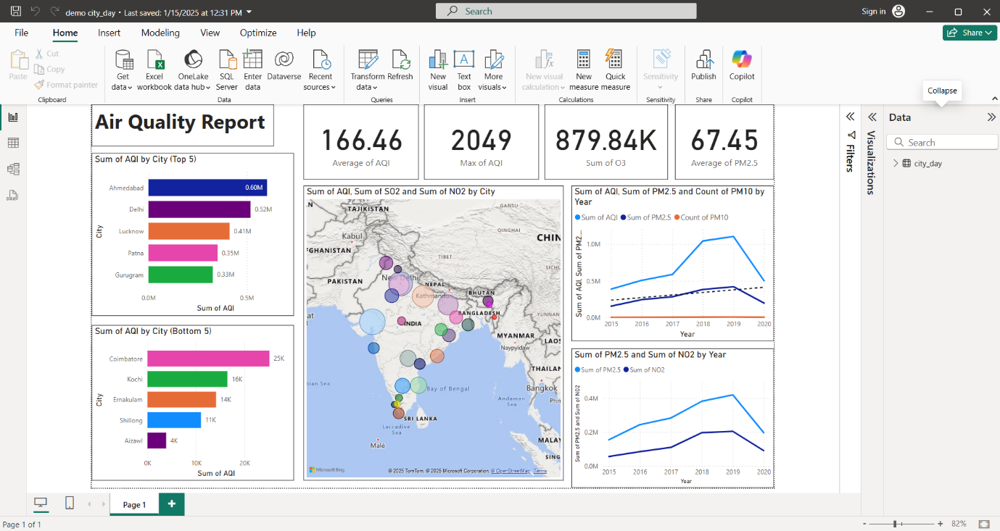 demo city_day • Last saved: 1/15/2025 at 12:31 PM
Search
Sign in
File
Home
Insert
Modeling
View
Optimize
Help
Share
Paste
Cut
Copy
Format painter
Clipboard
Get data
Excel workbook
OneLake data hub
SQL Server
Enter data
Dataverse
Recent sources
Data
Transform data
Refresh
Queries
New visual
Text box
More visuals
Insert
New visual calculation
New measure
Quick measure
Calculations
Sensitivity
Sensitivity
Publish
Share
Copilot
Copilot
Collapse
Air Quality Report
166.46
Average of AQI
2049
Max of AQI
879.84K
Sum of O3
67.45
Average of PM2.5
Sum of AQI by City (Top 5)
City
Ahmedabad
0.60M
Delhi
0.52M
Lucknow
0.41M
Patna
0.35M
Gurugram
0.33M
0.0M
0.5M
Sum of AQI
Sum of AQI by City (Bottom 5)
City
Coimbatore
25K
Kochi
16K
Ernakulam
14K
Shillong
11K
Aizawl
4K
0K
10K
20K
Sum of AQI
Sum of AQI, Sum of SO2 and Sum of NO2 by City
TAJIKISTAN
GANSU
QINGHAI
CHIN
Kabul
FGHANISTAN
TIBET
SICHU
PAKISTAN
New Delhi
NEPAL
Kathmandu
BHUTAN
BANGLADESH
YUNNAN
INDIA
MYANMAR
LAOS
Naypyidaw
THAILAN
Bay of Bengal
Bangkok
Andaman Sea
SRI LANKA
Laccadive Sea
Malé
MALAY
SING
Microsoft Bing
© 2025 TomTom, © 2025 Microsoft Corporation, © OpenStreetMap Terms
Sum of AQI, Sum of PM2.5 and Count of PM10 by
Year
Sum of AQI
Sum of PM2.5
Count of PM10
Sum of AQI, Sum of PM2...
1.0M
0.5M
0.0M
2015
2016
2017
2018
2019
2020
Year
Sum of PM2.5 and Sum of NO2 by Year
Sum of PM2.5
Sum of NO2
Sum of PM2.5 and Sum of NO2
0.4M
0.2M
0.0M
2015
2016
2017
2018
2019
2020
Year
Filters
Visualizations
Data
Search
city_day
Page 1
Page 1 of 1
82%